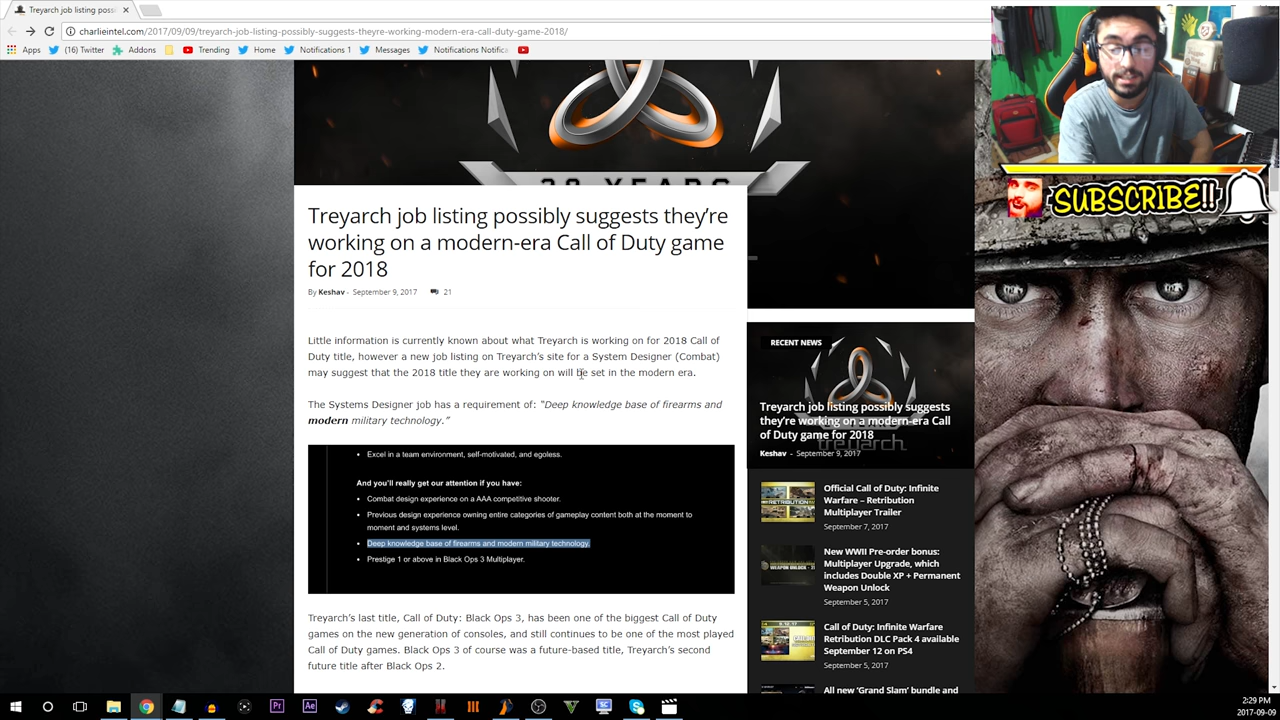 Treyarch job listing possi
charlieintel.com/2017/09/09/treyarch-job-listing-possibly-suggests-theyre-working-modern-era-call-duty-game-2018/
Apps (16) Twitter Addons Trending Home Notifications 1 Messages Notifications Notific
SUBSCRIBE!!
30 YEARS
Treyarch job listing possibly suggests they’re
working on a modern-era Call of Duty game
for 2018
By Keshav - September 9, 2017 21
Little information is currently known about what Treyarch is working on for 2018 Call of
Duty title, however a new job listing on Treyarch’s site for a System Designer (Combat)
may suggest that the 2018 title they are working on will be set in the modern era.
The Systems Designer job has a requirement of: “Deep knowledge base of firearms and
modern military technology.”
Excel in a team environment, self-motivated, and egoless.
And you'll really get our attention if you have:
Combat design experience on a AAA competitive shooter.
Previous design experience owning entire categories of gameplay content both at the moment to
moment and systems level.
Deep knowledge base of firearms and modern military technology.
Prestige 1 or above in Black Ops 3 Multiplayer.
Treyarch’s last title, Call of Duty: Black Ops 3, has been one of the biggest Call of Duty
games on the new generation of consoles, and still continues to be one of the most played
Call of Duty games. Black Ops 3 of course was a future-based title, Treyarch’s second
future title after Black Ops 2.
RECENT NEWS
Treyarch job listing possibly suggests
they’re working on a modern-era Call
of Duty game for 2018
treyarch
Keshav - September 9, 2017
Official Call of Duty: Infinite
Warfare – Retribution
Multiplayer Trailer
September 7, 2017
New WWII Pre-order bonus:
Multiplayer Upgrade, which
includes Double XP + Permanent
Weapon Unlock
September 5, 2017
Call of Duty: Infinite Warfare
Retribution DLC Pack 4 available
September 12 on PS4
September 5, 2017
All new ‘Grand Slam’ bundle and
Pr Ae
2:29 PM
2017-09-09